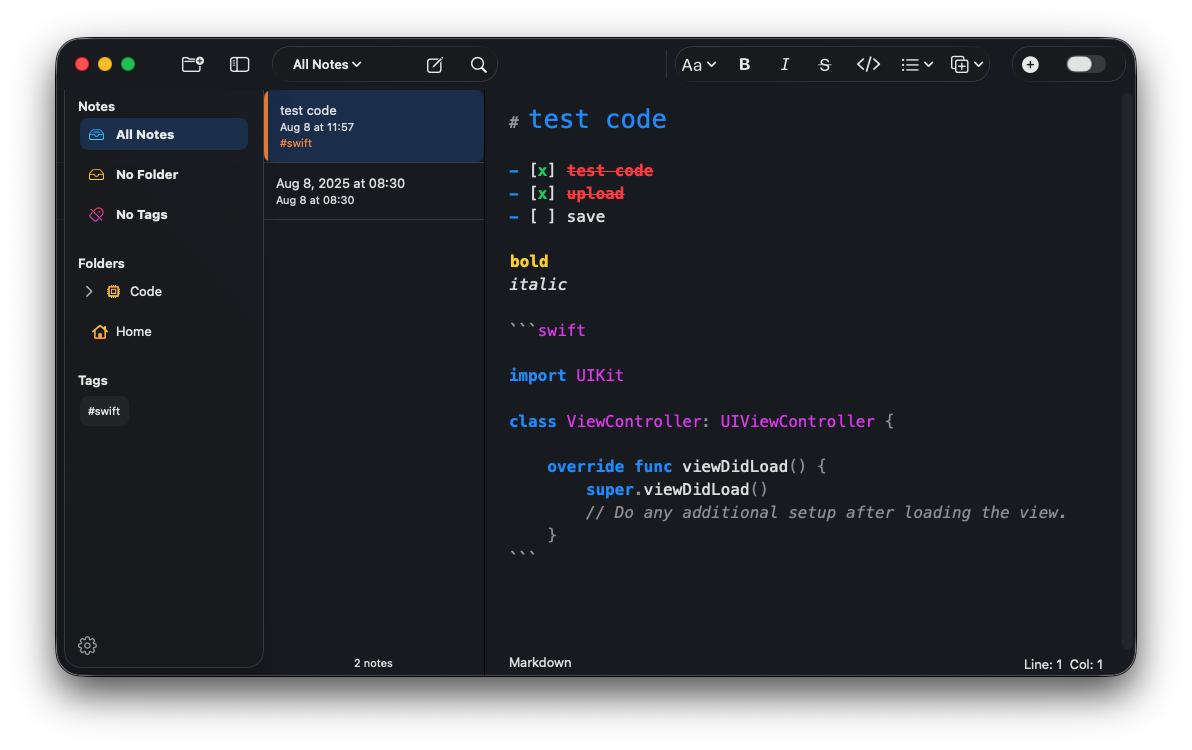 All Notes
Aa B I S </>
Notes
All Notes
No Folder
No Tags
Folders
Code
Home
Tags
#swift
test code
Aug 8 at 11:57
#swift
Aug 8, 2025 at 08:30
Aug 8 at 08:30
2 notes
# test code
- [x] test code
- [x] upload
- [ ] save
bold
italic
```swift
import UIKit
class ViewController: UIViewController {
    override func viewDidLoad() {
        super.viewDidLoad()
        // Do any additional setup after loading the view.
    }
```
Markdown
Line: 1 Col: 1